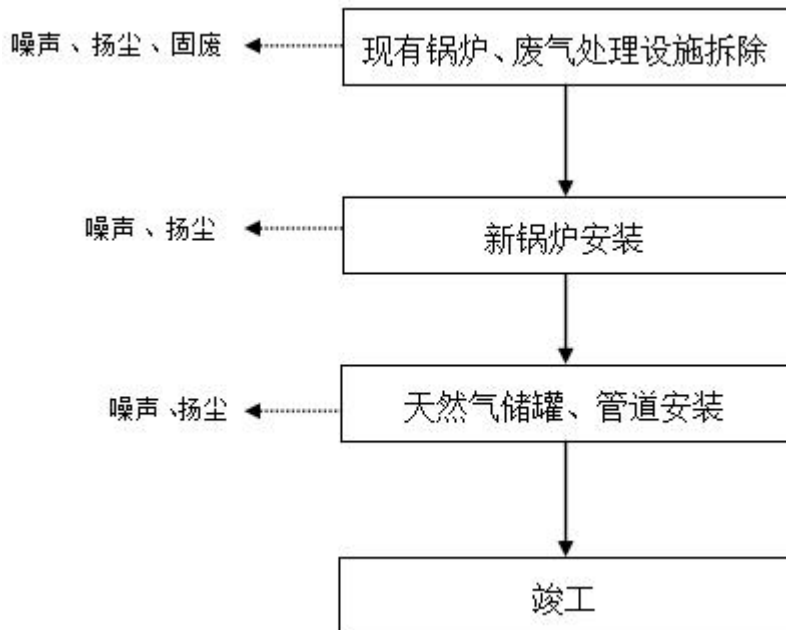 噪声、扬尘、固废
现有锅炉、废气处理设施拆除
噪声、扬尘
新锅炉安装
噪声、扬尘
天然气储罐、管道安装
竣工